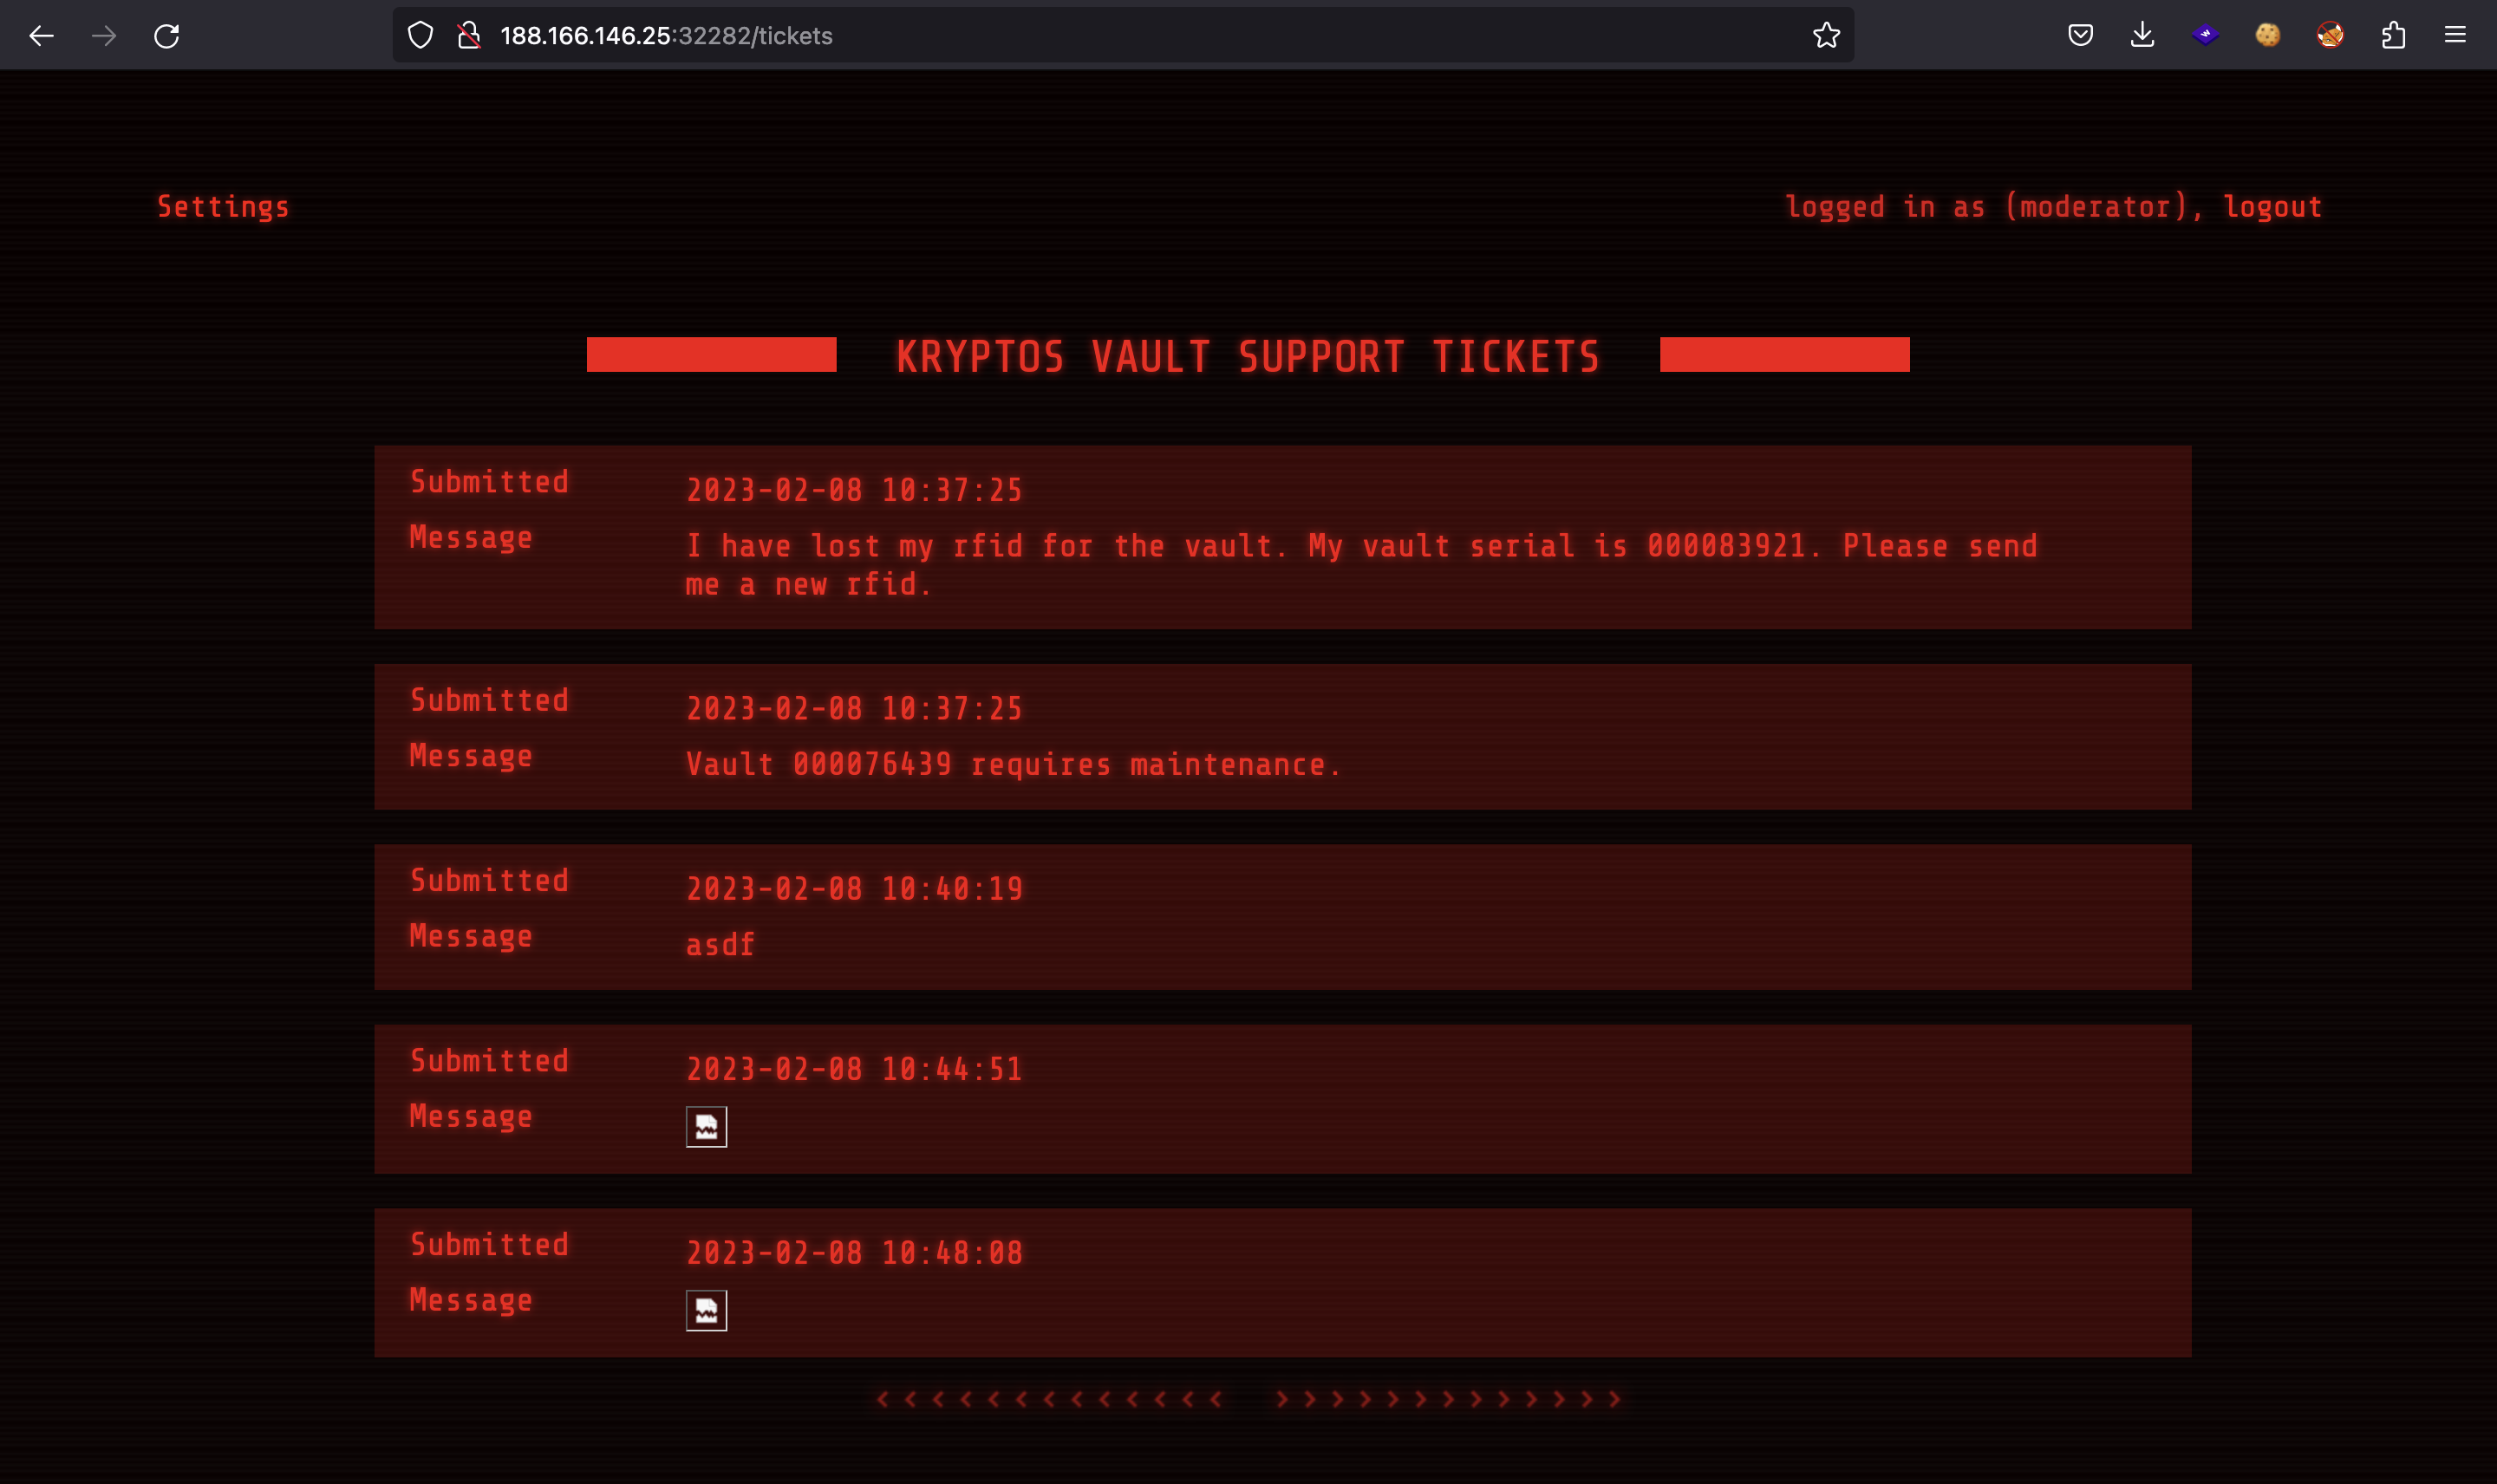 188.166.146.25:32282/tickets
Settings
logged in as (moderator), logout
KRYPTOS VAULT SUPPORT TICKETS
Submitted 2023-02-08 10:37:25
Message I have lost my rfid for the vault. My vault serial is 000083921. Please send
me a new rfid.
Submitted 2023-02-08 10:37:25
Message Vault 000076439 requires maintenance.
Submitted 2023-02-08 10:40:19
Message asdf
Submitted 2023-02-08 10:44:51
Message
Submitted 2023-02-08 10:48:08
Message
< < < < < < < < < < < < < > > > > > > > > > > > > >